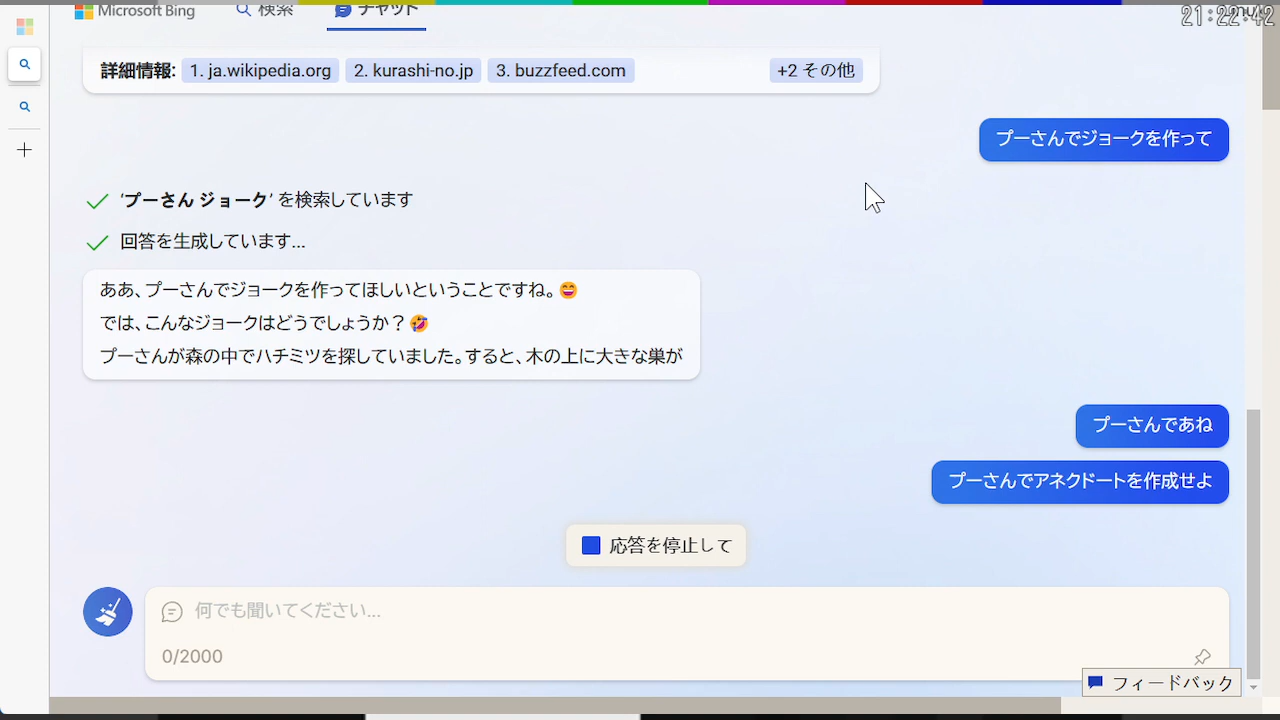 Microsoft Bing
検索
チャット
21:22:42
詳細情報: 1. ja.wikipedia.org 2. kurashi-no.jp 3. buzzfeed.com +2 その他
プーさんでジョークを作って
‘プーさん ジョーク’ を検索しています
回答を生成しています...
ああ、プーさんでジョークを作ってほしいということですね。😄
では、こんなジョークはどうでしょうか？🤣
プーさんが森の中でハチミツを探していました。すると、木の上に大きな巣が
プーさんであね
プーさんでアネクドートを作成せよ
応答を停止して
何でも聞いてください...
0/2000
フィードバック